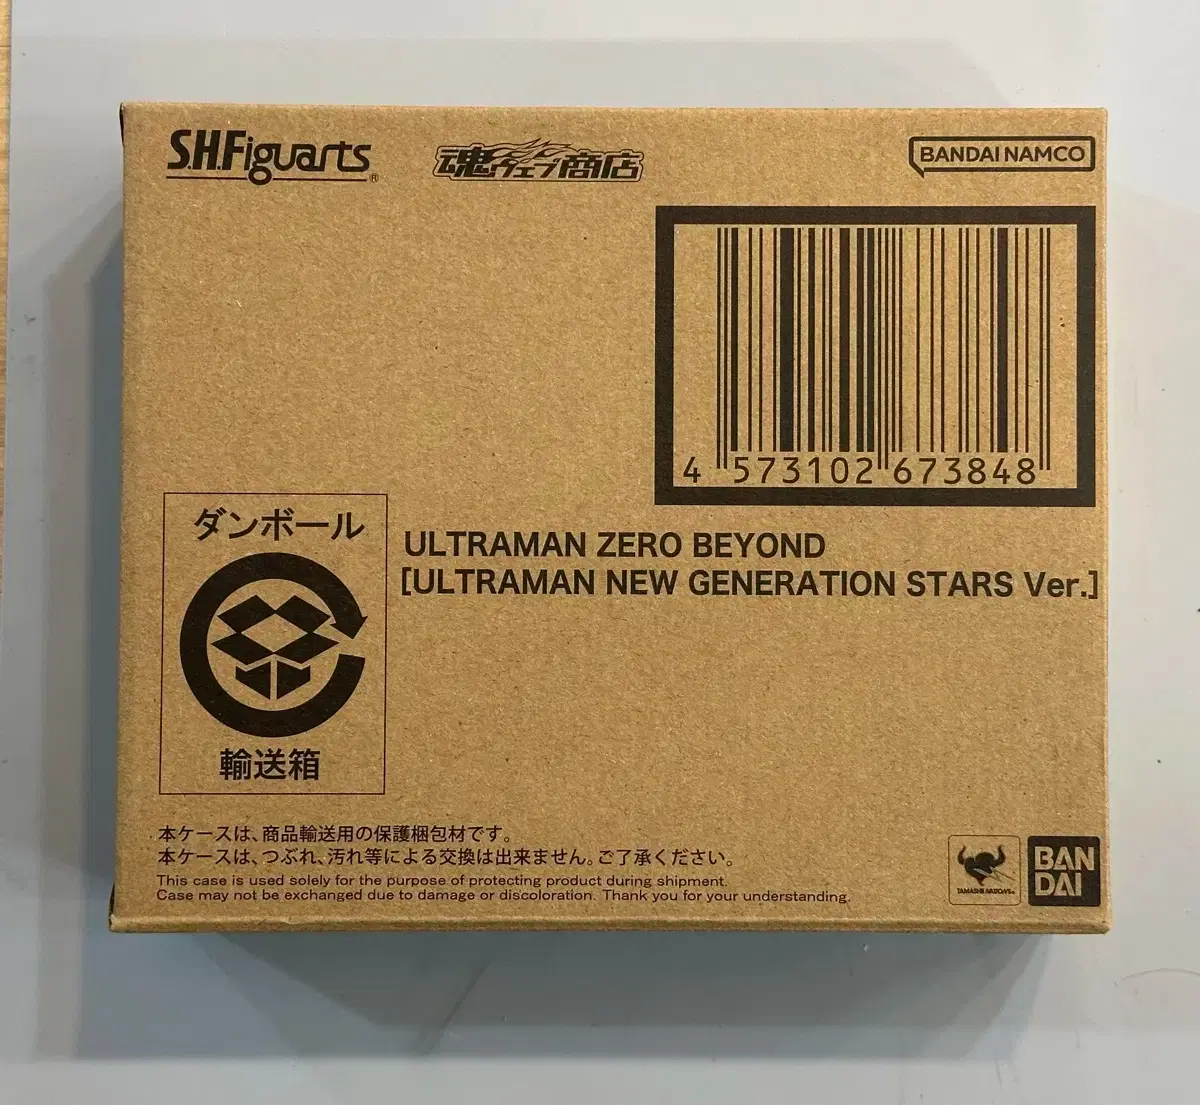 S.H.Figuarts®
魂ウェブ商店
BANDAI NAMCO
4 573102 673848
ULTRAMAN ZERO BEYOND
[ULTRAMAN NEW GENERATION STARS Ver.]
ダンボール
輸送箱
本ケースは、商品輸送用の保護梱包材です。
本ケースは、つぶれ、汚れ等による交換は出来ません。ご了承ください。
This case is used solely for the purpose of protecting product during shipment.
Case may not be exchanged due to damage or discoloration. Thank you for your understanding.
TAMASHII NATIONS
BAN
DAI